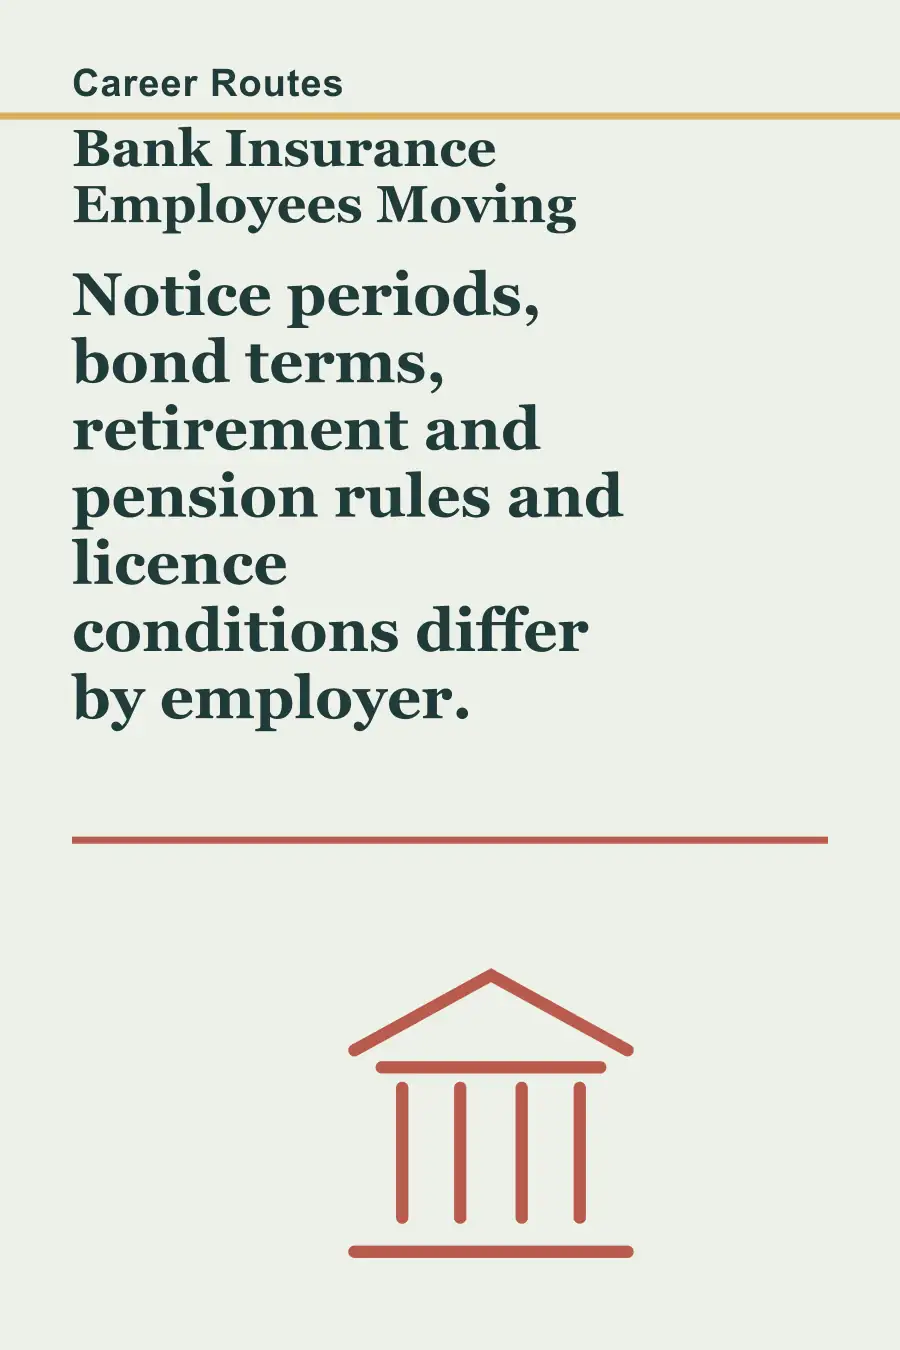 Career Routes
Bank Insurance
Employees Moving
Notice periods,
bond terms,
retirement and
pension rules and
licence
conditions differ
by employer.